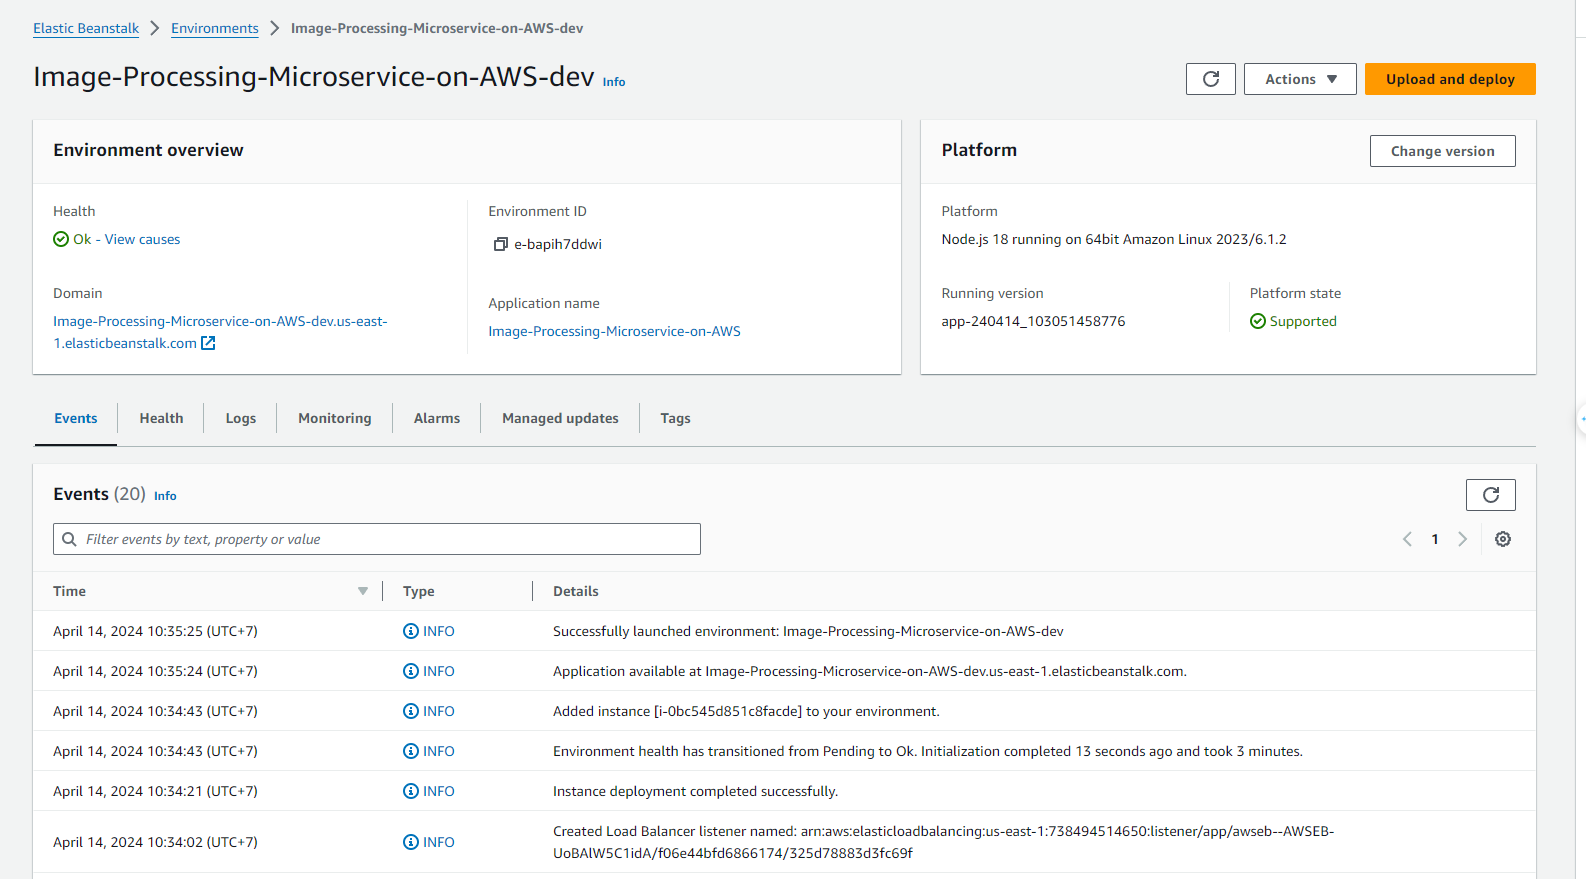 Elastic Beanstalk > Environments > Image-Processing-Microservice-on-AWS-dev
Image-Processing-Microservice-on-AWS-dev Info
Actions
Upload and deploy
Environment overview
Health
Ok - View causes
Domain
Image-Processing-Microservice-on-AWS-dev.us-east-
1.elasticbeanstalk.com
Environment ID
e-bapih7ddwi
Application name
Image-Processing-Microservice-on-AWS
Platform
Change version
Platform
Node.js 18 running on 64bit Amazon Linux 2023/6.1.2
Running version
app-240414_103051458776
Platform state
Supported
Events
Health
Logs
Monitoring
Alarms
Managed updates
Tags
Events (20) Info
Filter events by text, property or value
1
Time Type Details
April 14, 2024 10:35:25 (UTC+7) INFO Successfully launched environment: Image-Processing-Microservice-on-AWS-dev
April 14, 2024 10:35:24 (UTC+7) INFO Application available at Image-Processing-Microservice-on-AWS-dev.us-east-1.elasticbeanstalk.com.
April 14, 2024 10:34:43 (UTC+7) INFO Added instance [i-0bc545d851c8facde] to your environment.
April 14, 2024 10:34:43 (UTC+7) INFO Environment health has transitioned from Pending to Ok. Initialization completed 13 seconds ago and took 3 minutes.
April 14, 2024 10:34:21 (UTC+7) INFO Instance deployment completed successfully.
April 14, 2024 10:34:02 (UTC+7) INFO Created Load Balancer listener named: arn:aws:elasticloadbalancing:us-east-1:738494514650:listener/app/awseb--AWSEB-
UoBAlW5C1idA/f06e44bfd6866174/325d78883d3fc69f